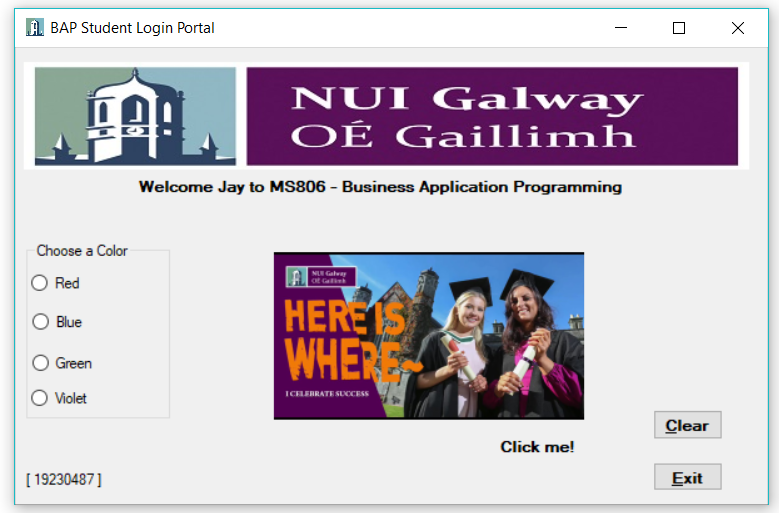 BAP Student Login Portal
NUI Galway
OÉ Gaillimh
Welcome Jay to MS806 - Business Application Programming
Choose a Color
Red
Blue
Green
Violet
NUI Galway
OÉ Gaillimh
HERE IS
WHERE~
I CELEBRATE SUCCESS
Click me!
Clear
Exit
[ 19230487 ]